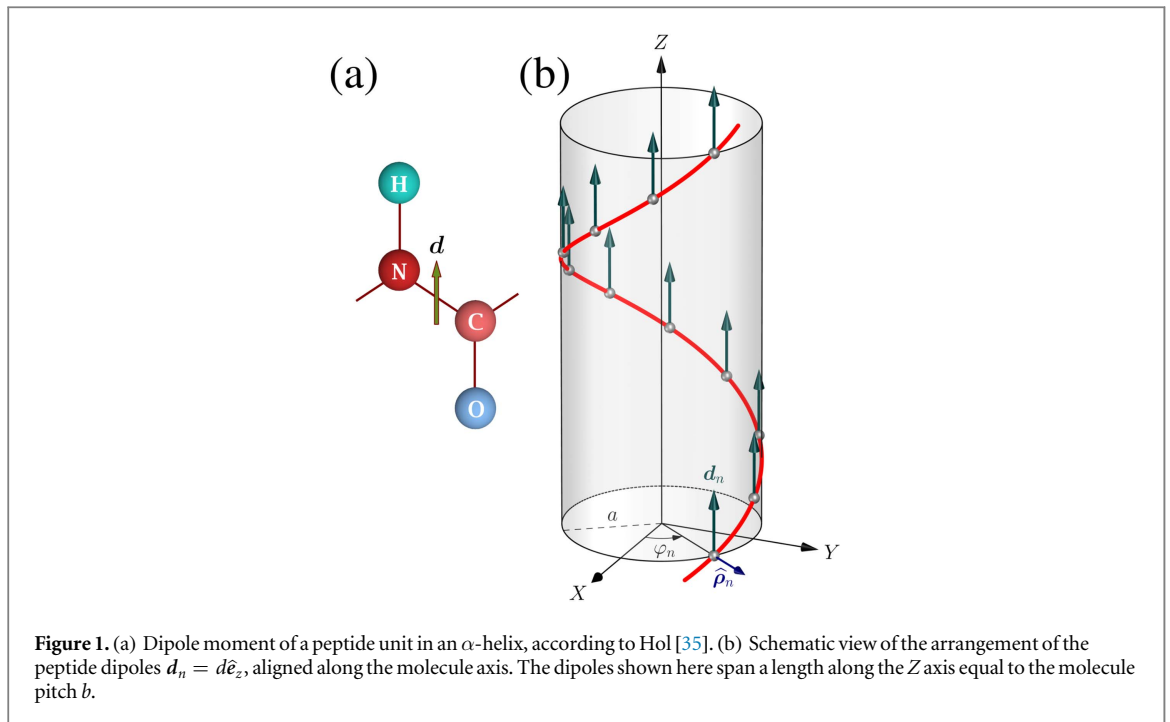 (a)
(b)
Z
H
N
d
C
O
d_n
a
φ_n
Y
X
ρ̂_n
Figure 1. (a) Dipole moment of a peptide unit in an α-helix, according to Hol [35]. (b) Schematic view of the arrangement of the
peptide dipoles d_n = dê_z, aligned along the molecule axis. The dipoles shown here span a length along the Z axis equal to the molecule
pitch b.